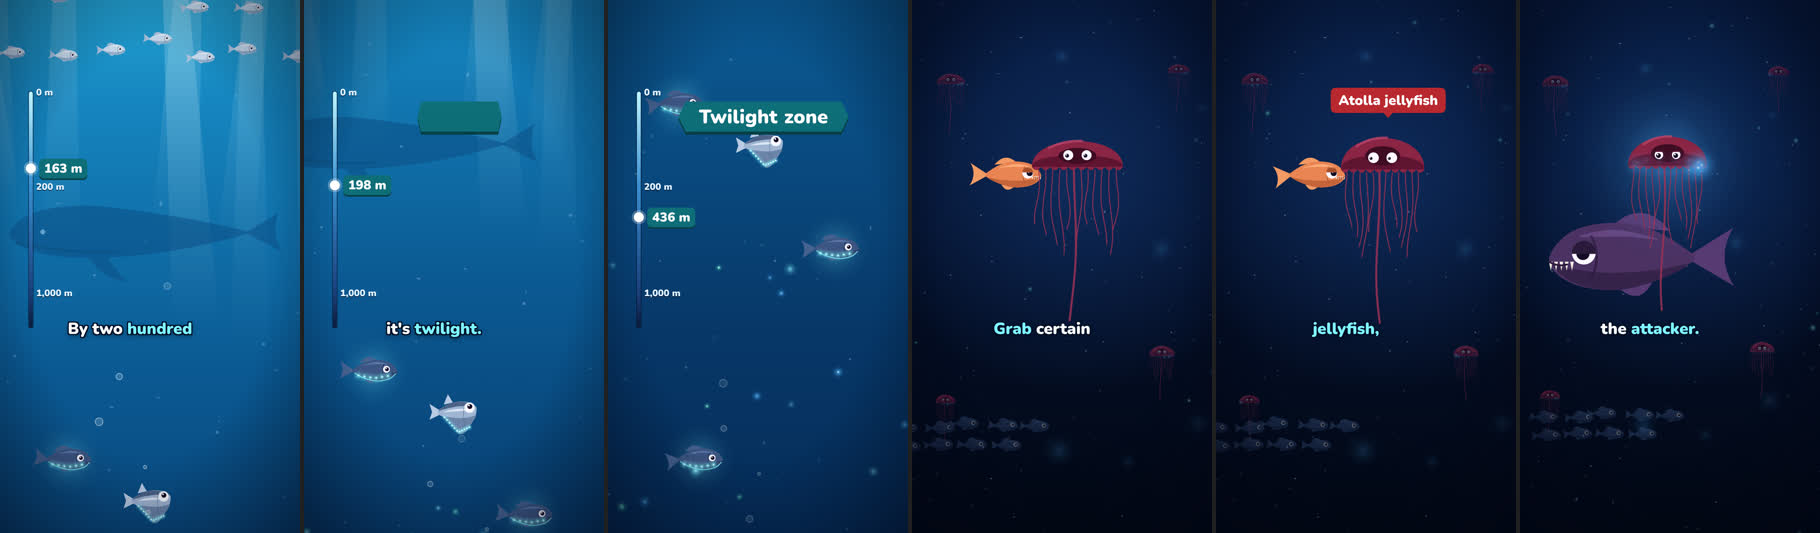 0 m
163 m
200 m
1,000 m
By two hundred
0 m
198 m
1,000 m
it's twilight.
0 m
Twilight zone
200 m
436 m
1,000 m
Grab certain
Atolla jellyfish
jellyfish,
the attacker.